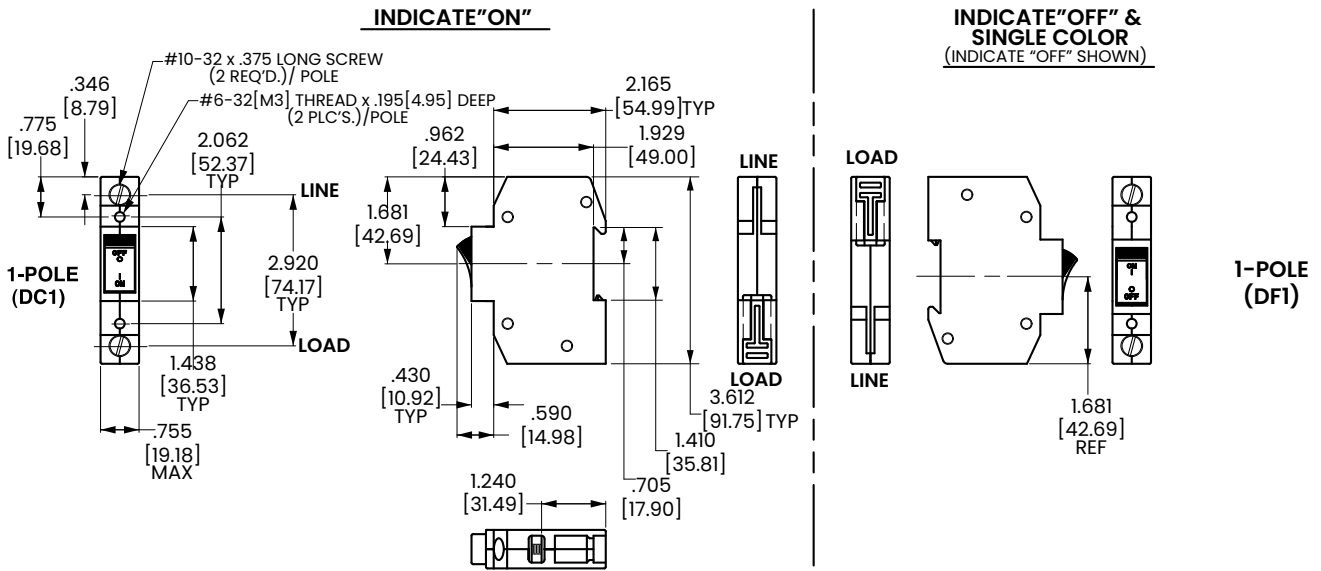 INDICATE"ON"
INDICATE"OFF" &
SINGLE COLOR
(INDICATE "OFF" SHOWN)
#10-32 x .375 LONG SCREW
(2 REQ'D.)/ POLE
#6-32[M3] THREAD x .195[4.95] DEEP
(2 PLC'S.)/POLE
.346
[8.79]
.775
[19.68]
2.062
[52.37]
TYP
LINE
2.920
[74.17]
TYP
LOAD
1-POLE
(DC1)
OFF
O
I
ON
1.438
[36.53]
TYP
.755
[19.18]
MAX
2.165
[54.99]TYP
1.929
[49.00]
.962
[24.43]
1.681
[42.69]
.430
[10.92]
TYP
.590
[14.98]
3.612
[91.75] TYP
1.410
[35.81]
.705
[17.90]
1.240
[31.49]
LINE
LOAD
LOAD
LINE
1.681
[42.69]
REF
ON
I
O
OFF
1-POLE
(DF1)